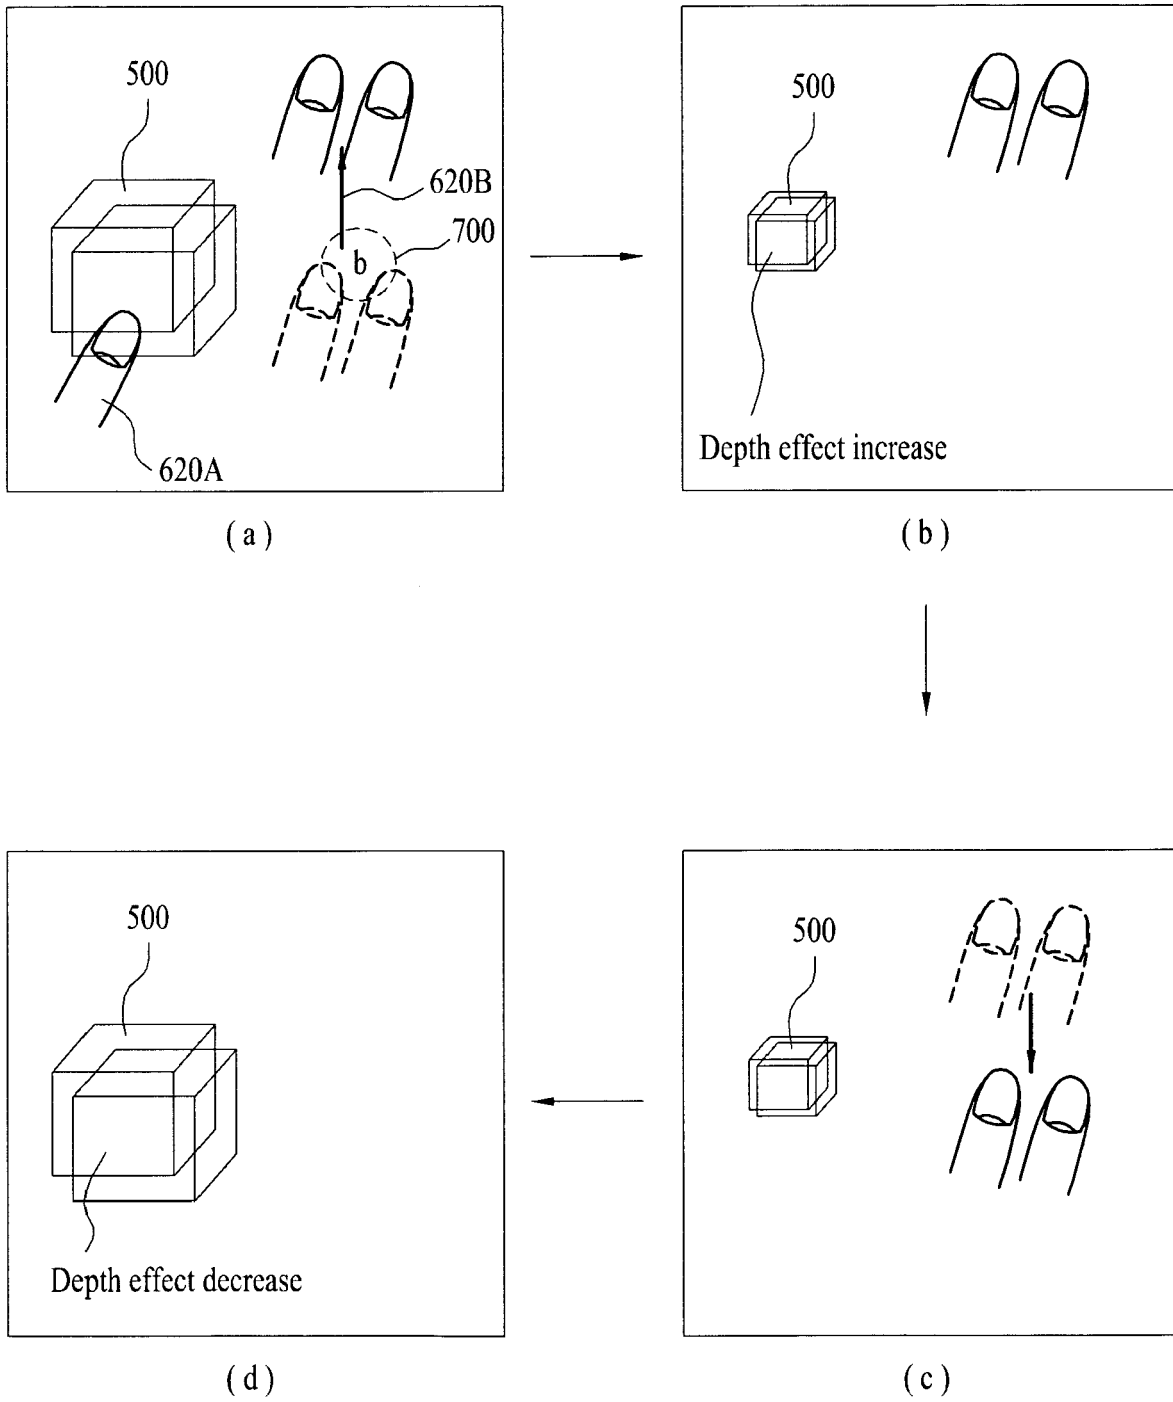 500
620B
700
b
620A
( a )
500
Depth effect increase
( b )
500
Depth effect decrease
( d )
500
( c )